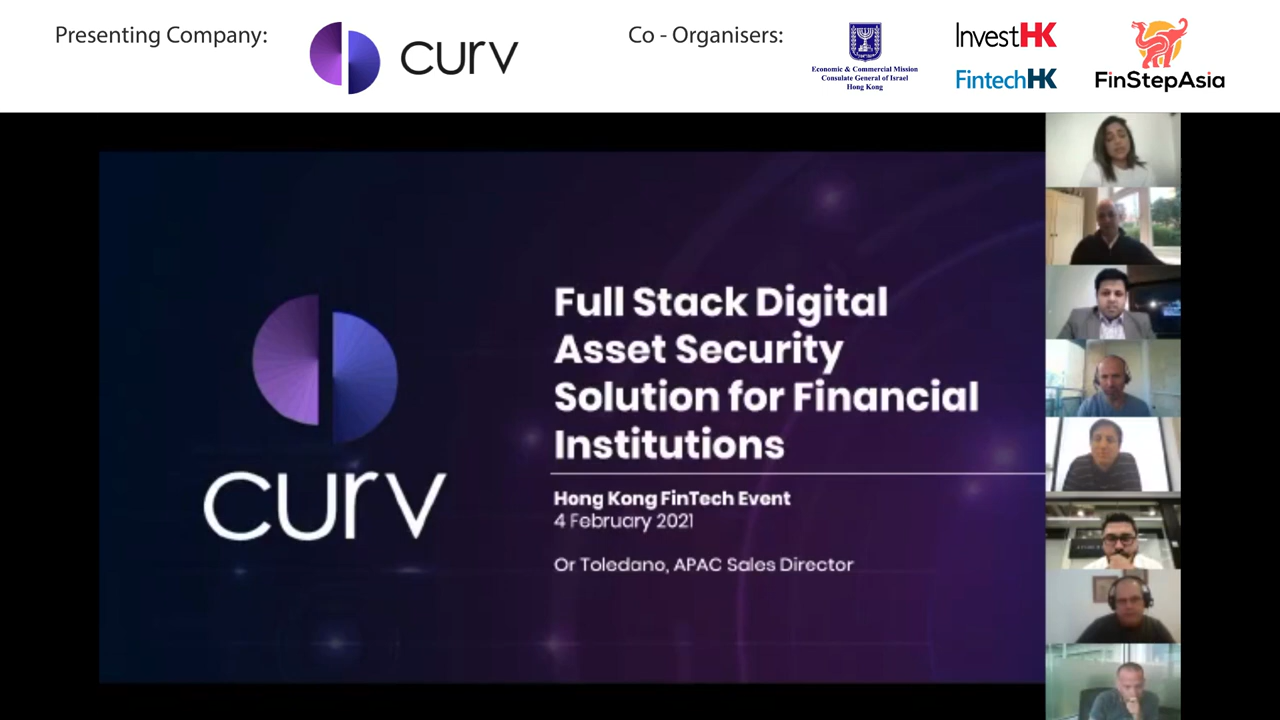 Presenting Company:
curv
Co - Organisers:
Economic & Commercial Mission
Consulate General of Israel
Hong Kong
InvestHK
FintechHK
FinStepAsia
curv
Full Stack Digital
Asset Security
Solution for Financial
Institutions
Hong Kong FinTech Event
4 February 2021
Or Toledano, APAC Sales Director